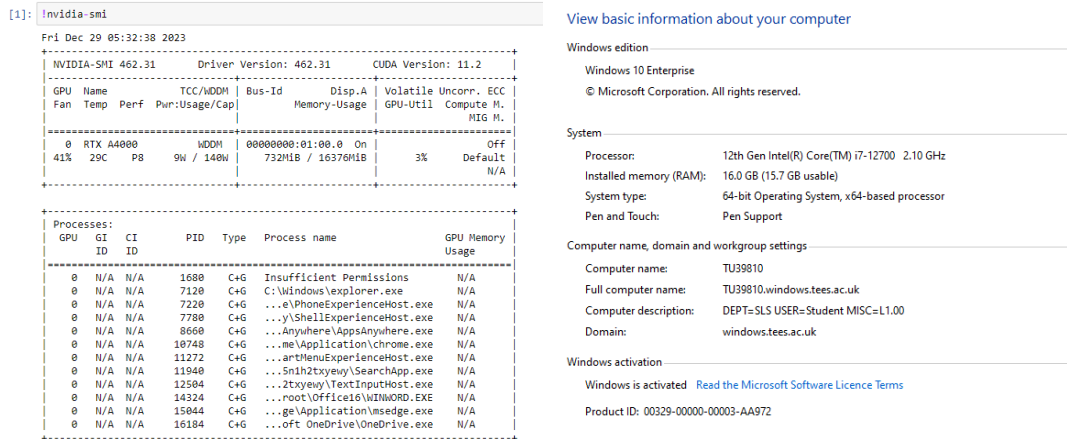 [1]: !nvidia-smi
Fri Dec 29 05:32:38 2023
+-----------------------------------------------------------------------------+
| NVIDIA-SMI 462.31       Driver Version: 462.31       CUDA Version: 11.2     |
|-------------------------------+----------------------+----------------------+
| GPU  Name            TCC/WDDM | Bus-Id        Disp.A | Volatile Uncorr. ECC |
| Fan  Temp  Perf  Pwr:Usage/Cap|         Memory-Usage | GPU-Util  Compute M. |
|                               |                      |               MIG M. |
|===============================+======================+======================|
|   0  RTX A4000          WDDM  | 00000000:01:00.0  On |                  Off |
| 41%   29C    P8     9W / 140W |    732MiB / 16376MiB |      3%      Default |
|                               |                      |                  N/A |
+-------------------------------+----------------------+----------------------+
+-----------------------------------------------------------------------------+
| Processes:                                                                  |
|  GPU   GI   CI        PID   Type   Process name                  GPU Memory |
|        ID   ID                                                   Usage      |
|=============================================================================|
|    0   N/A  N/A      1680    C+G   Insufficient Permissions        N/A      |
|    0   N/A  N/A      7120    C+G   C:\Windows\explorer.exe         N/A      |
|    0   N/A  N/A      7220    C+G   ...e\PhoneExperienceHost.exe    N/A      |
|    0   N/A  N/A      7780    C+G   ...y\ShellExperienceHost.exe    N/A      |
|    0   N/A  N/A      8660    C+G   ...Anywhere\AppsAnywhere.exe    N/A      |
|    0   N/A  N/A     10748    C+G   ...me\Application\chrome.exe    N/A      |
|    0   N/A  N/A     11272    C+G   ...artMenuExperienceHost.exe    N/A      |
|    0   N/A  N/A     11940    C+G   ...5n1h2txyewy\SearchApp.exe    N/A      |
|    0   N/A  N/A     12504    C+G   ...2txyewy\TextInputHost.exe    N/A      |
|    0   N/A  N/A     14324    C+G   ...root\Office16\WINWORD.EXE    N/A      |
|    0   N/A  N/A     15044    C+G   ...ge\Application\msedge.exe    N/A      |
|    0   N/A  N/A     16184    C+G   ...oft OneDrive\OneDrive.exe    N/A      |
+-----------------------------------------------------------------------------+
View basic information about your computer
Windows edition
Windows 10 Enterprise
© Microsoft Corporation. All rights reserved.
System
Processor: 12th Gen Intel(R) Core(TM) i7-12700 2.10 GHz
Installed memory (RAM): 16.0 GB (15.7 GB usable)
System type: 64-bit Operating System, x64-based processor
Pen and Touch: Pen Support
Computer name, domain and workgroup settings
Computer name: TU39810
Full computer name: TU39810.windows.tees.ac.uk
Computer description: DEPT=SLS USER=Student MISC=L1.00
Domain: windows.tees.ac.uk
Windows activation
Windows is activated Read the Microsoft Software Licence Terms
Product ID: 00329-00000-00003-AA972